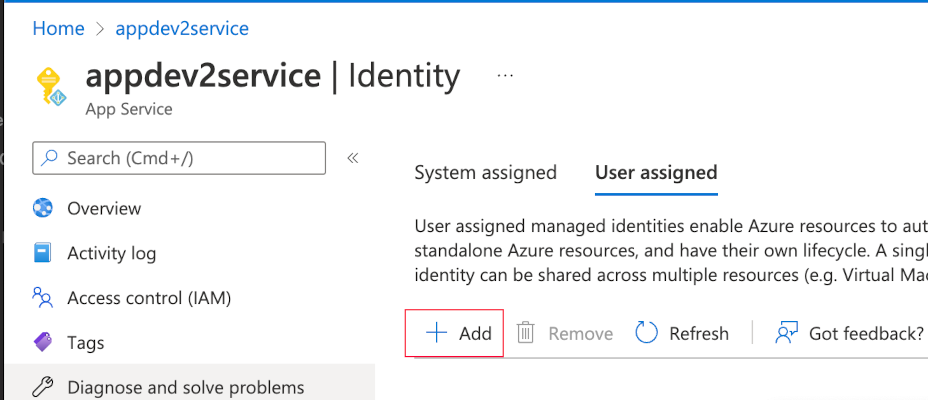 Home > appdev2service
appdev2service | Identity ...
App Service
Search (Cmd+/) «
System assigned User assigned
Overview
Activity log
Access control (IAM)
Tags
Diagnose and solve problems
User assigned managed identities enable Azure resources to aut
standalone Azure resources, and have their own lifecycle. A singl
identity can be shared across multiple resources (e.g. Virtual Mac
+ Add Remove Refresh | Got feedback?